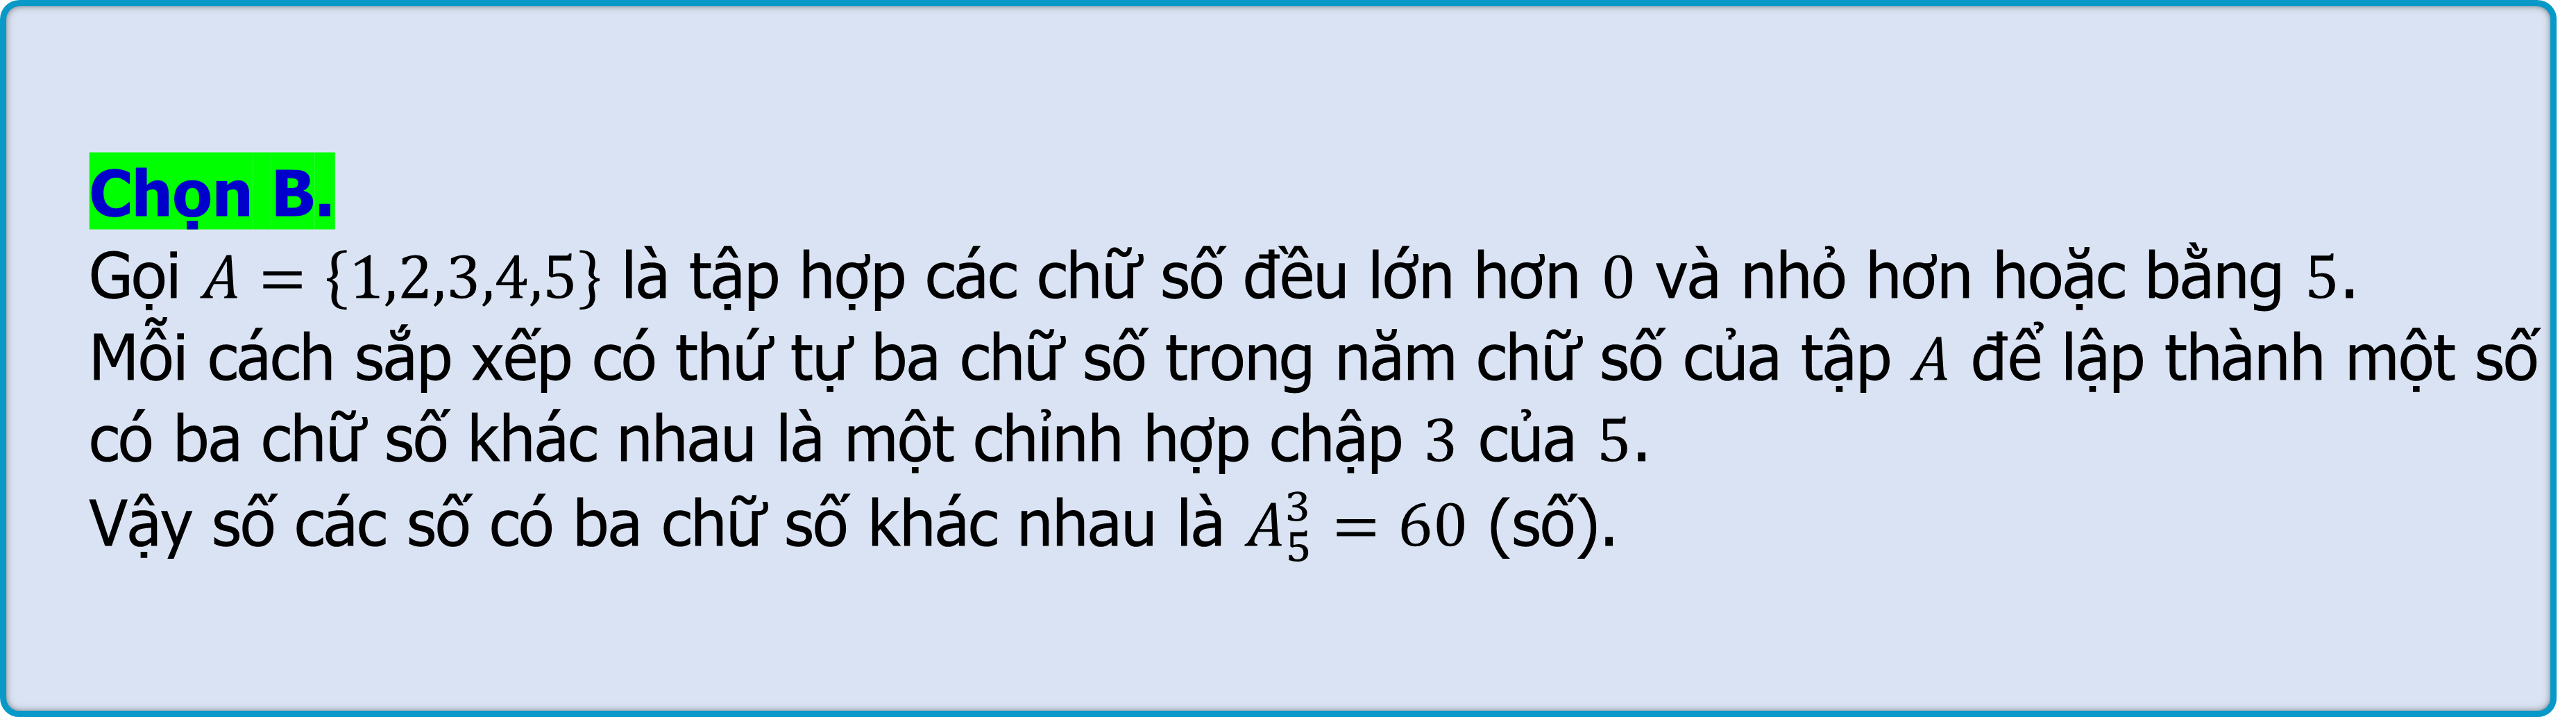 Chọn B.
Gọi A = {1,2,3,4,5} là tập hợp các chữ số đều lớn hơn 0 và nhỏ hơn hoặc bằng 5.
Mỗi cách sắp xếp có thứ tự ba chữ số trong năm chữ số của tập A để lập thành một số
có ba chữ số khác nhau là một chỉnh hợp chập 3 của 5.
Vậy số các số có ba chữ số khác nhau là A₅³ = 60 (số).